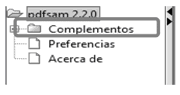 pdfsam 2.2.0
Complementos
Preferencias
Acerca de